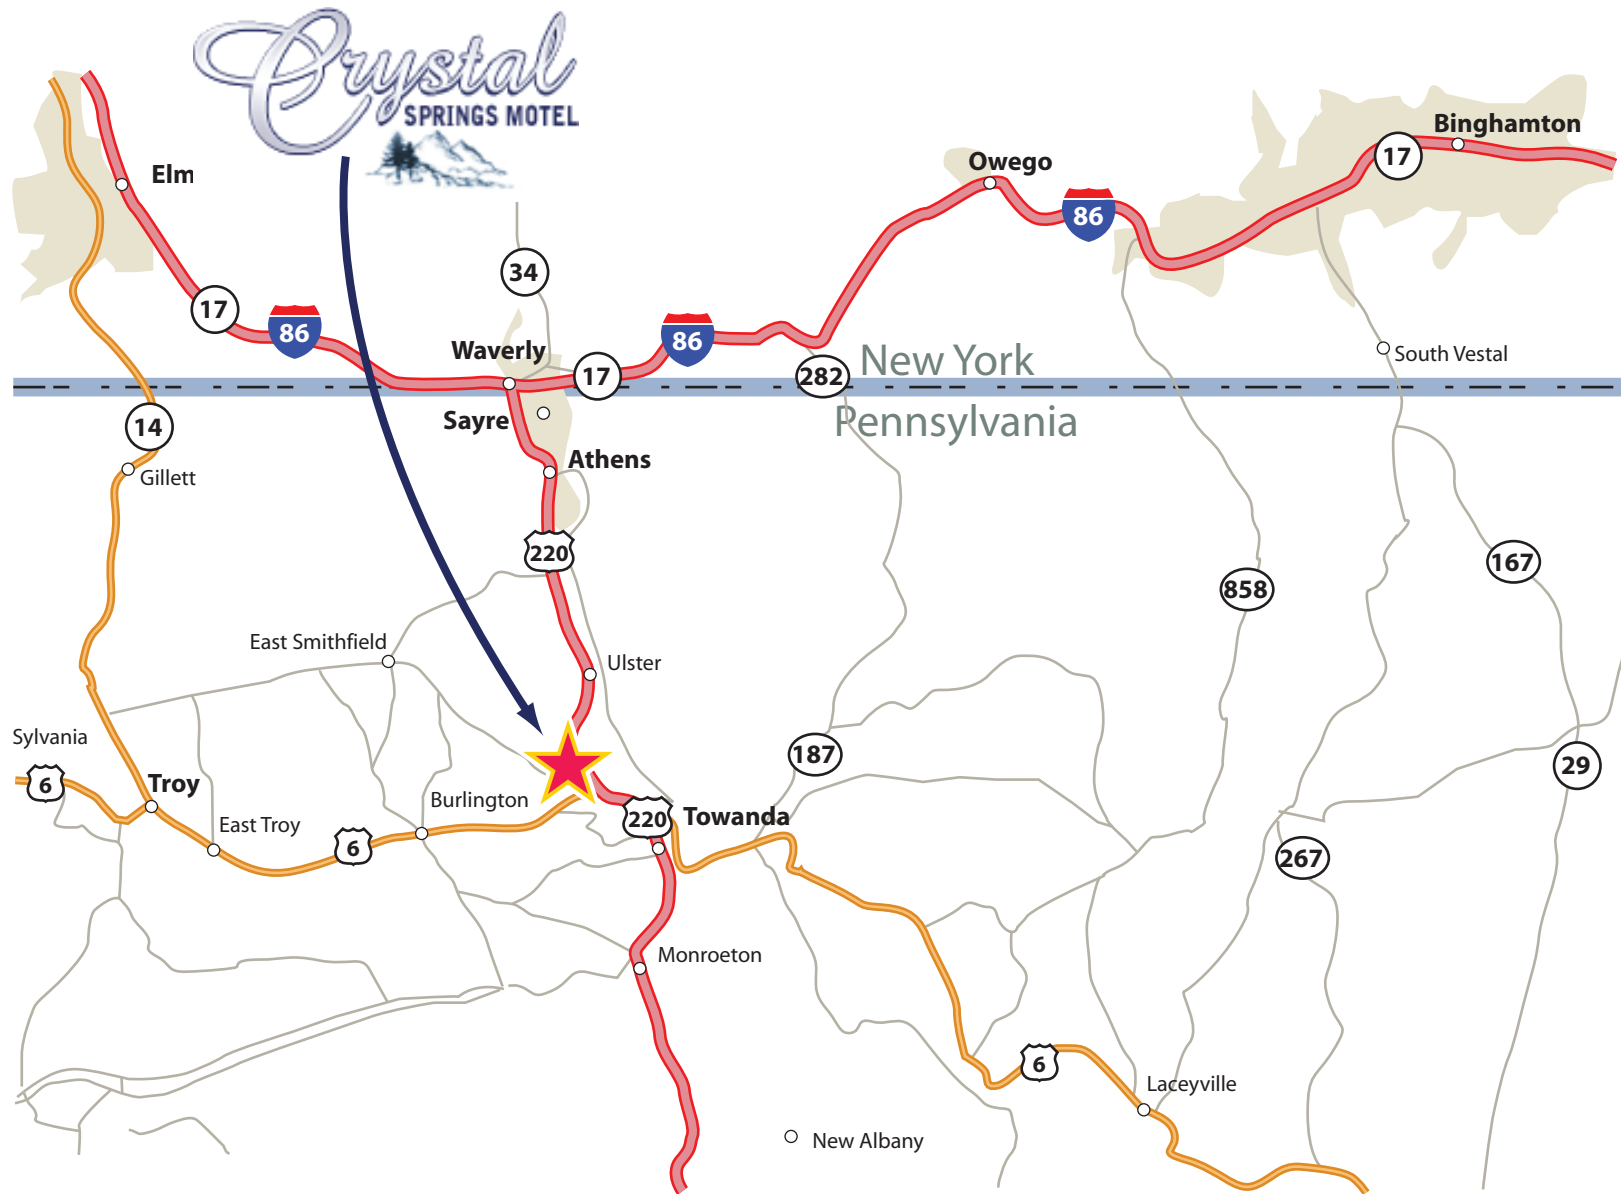 Crystal
SPRINGS MOTEL
Binghamton
17
Owego
Elm
86
34
17
86
86
Waverly
New York
South Vestal
17
282
Sayre
Pennsylvania
14
Athens
Gillett
220
167
858
East Smithfield
Ulster
Sylvania
187
29
6
Troy
Burlington
220
Towanda
East Troy
6
267
Monroeton
6
Laceyville
New Albany